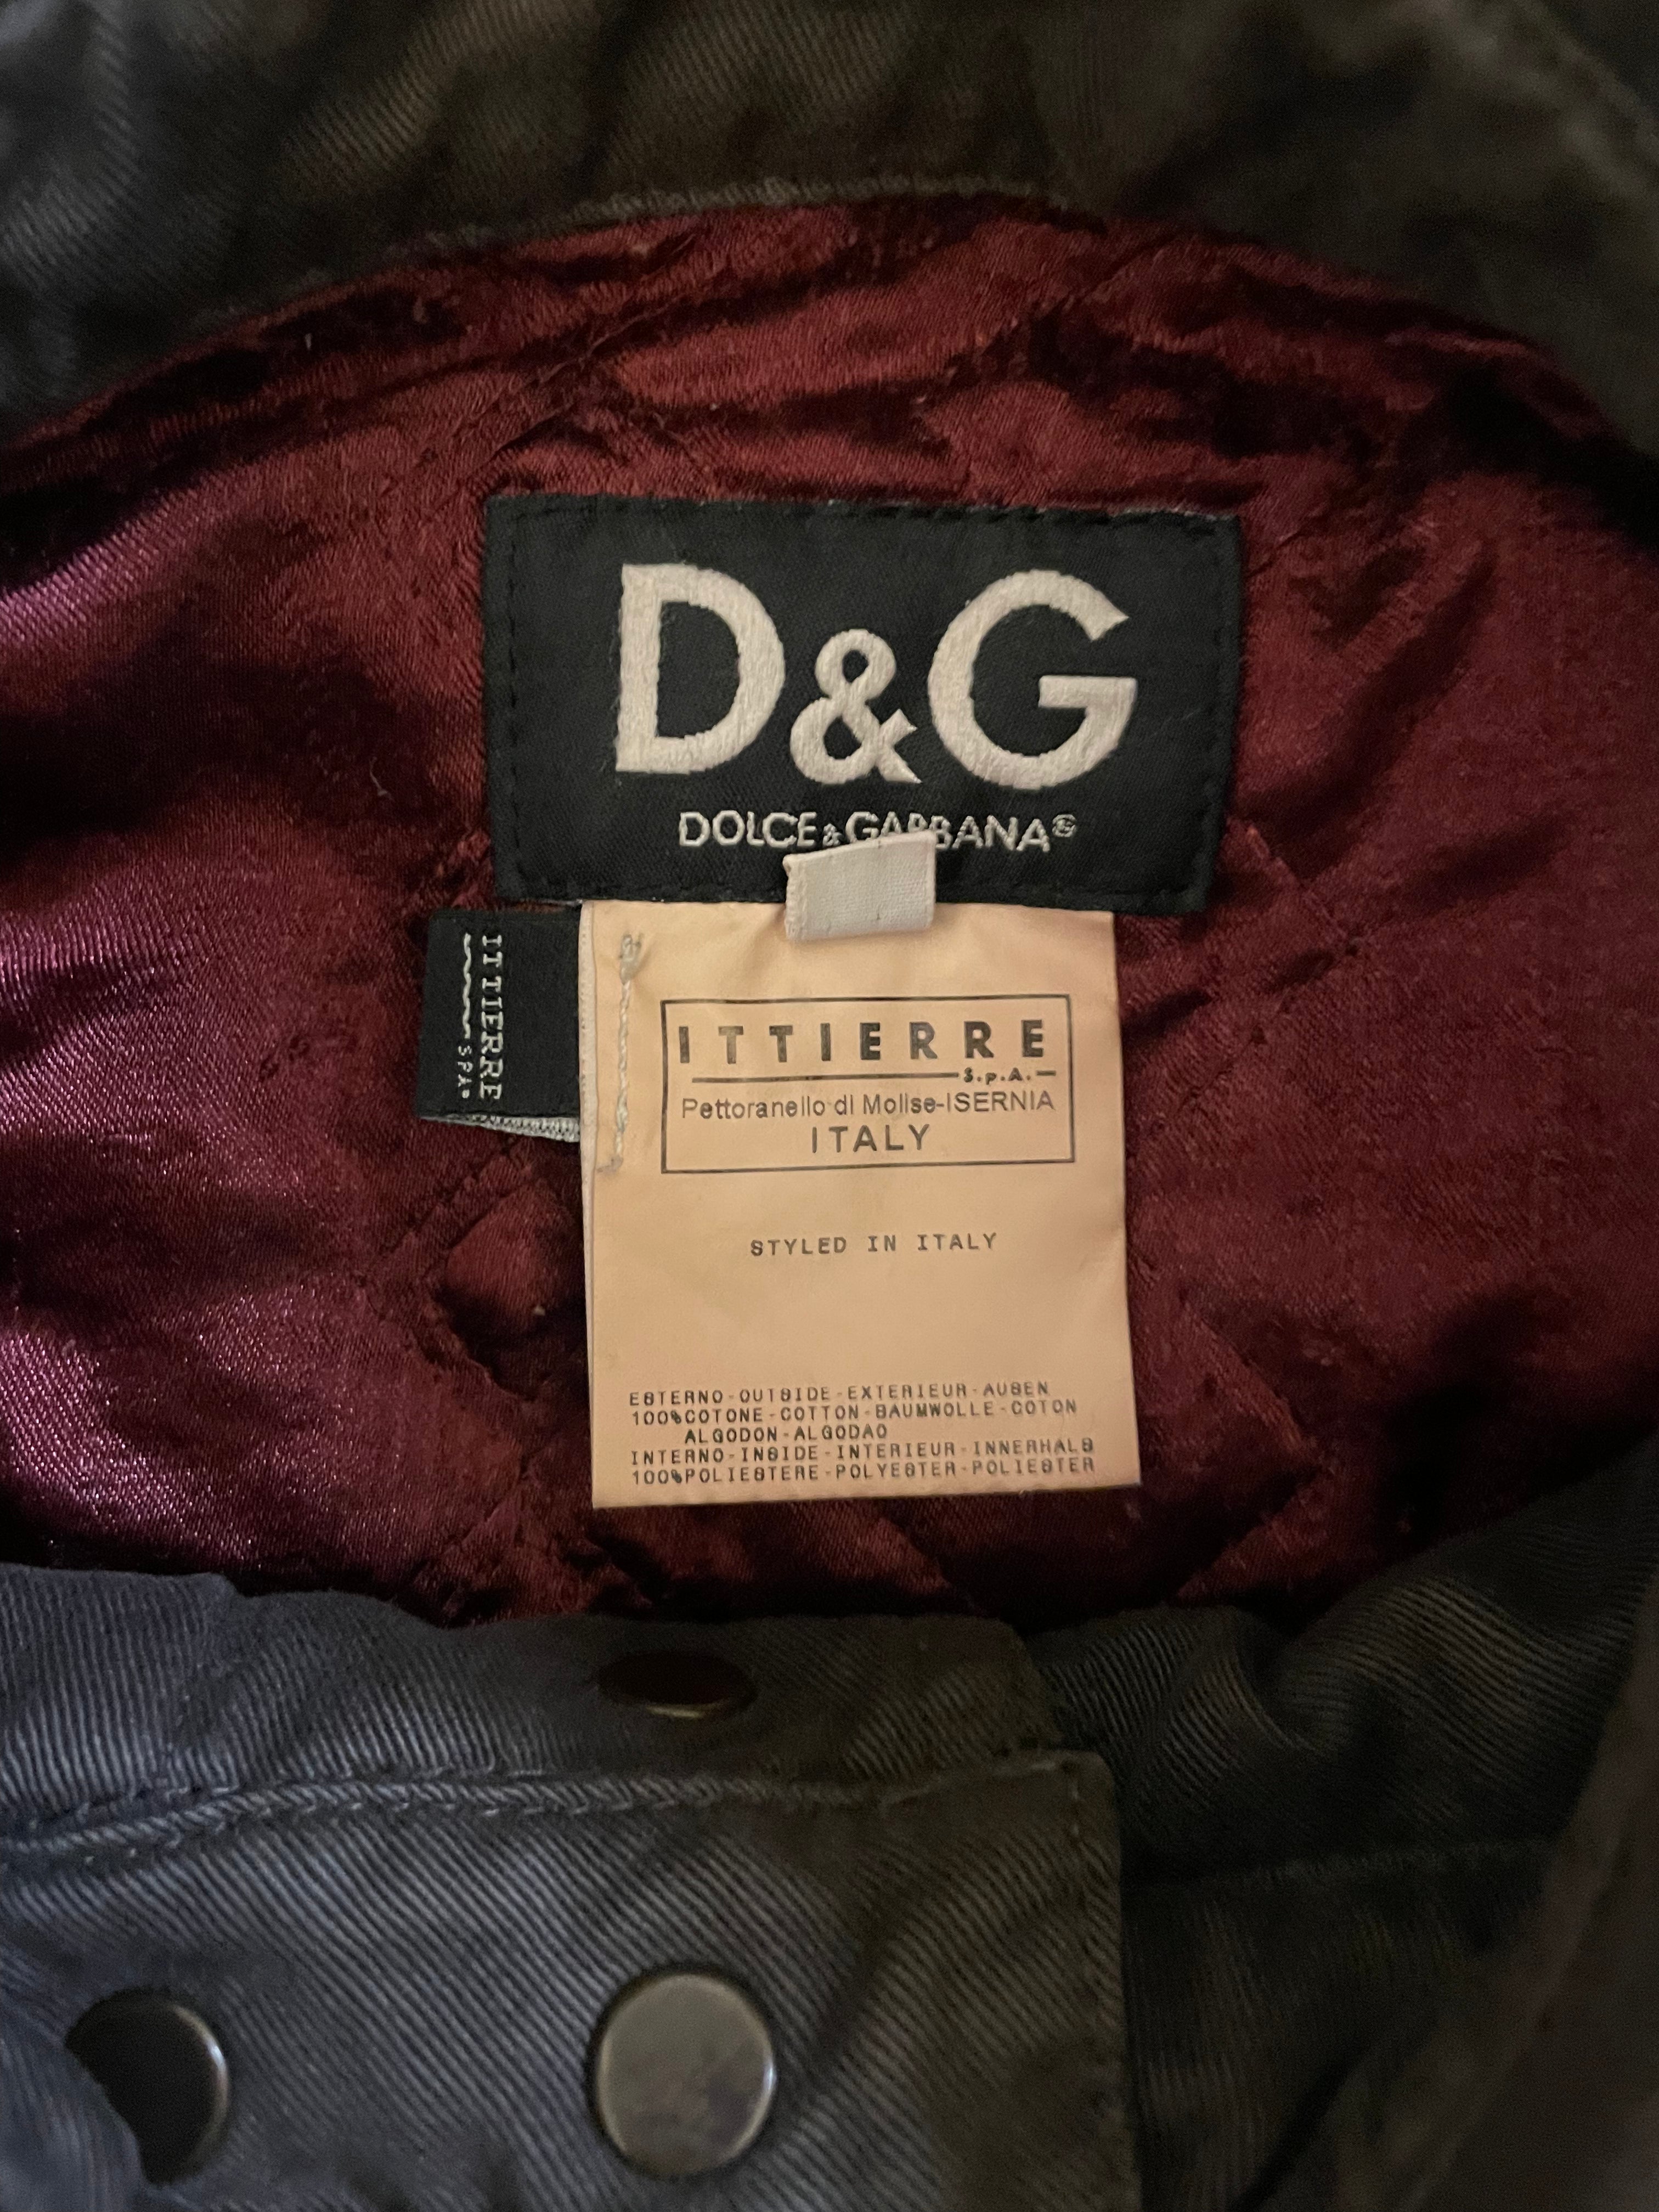 D&G
DOLCE&GABBANA®
ITTIERRE
SPA®
ITTIERRE
S.p.A.
Pettoranello di Molise-ISERNIA
ITALY
STYLED IN ITALY
ESTERNO-OUTSIDE-EXTERIEUR-AUSEN
100%COTONE-COTTON-BAUMWOLLE-COTON
ALGODON-ALGODAO
INTERNO-INSIDE-INTERIEUR-INNERHALB
100%POLIESTERE-POLYESTER-POLIESTER